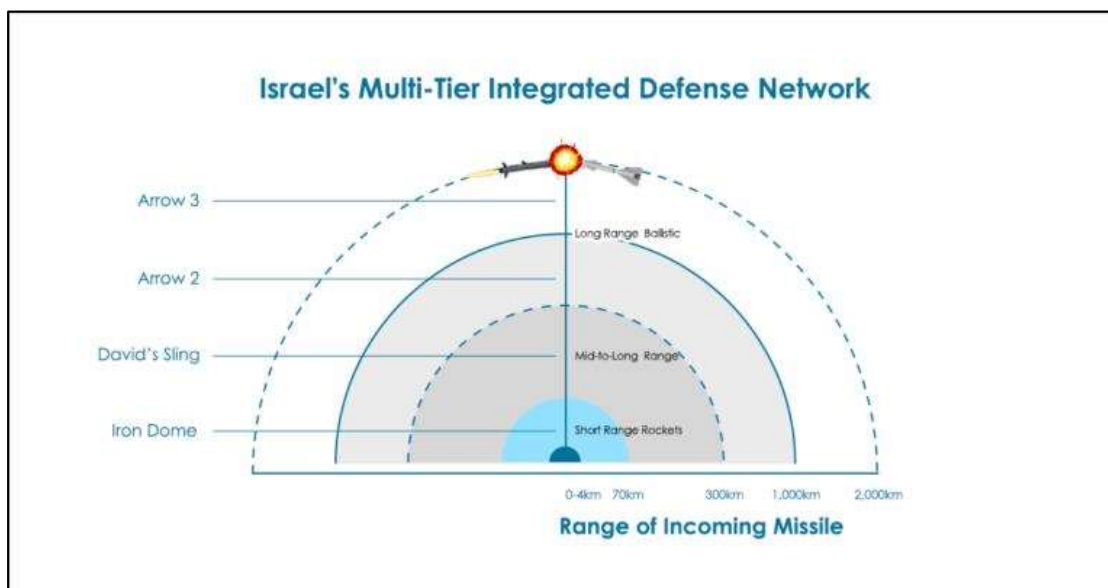 Israel's Multi-Tier Integrated Defense Network
Arrow 3
Long Range Ballistic
Arrow 2
David's Sling
Mid-to-Long Range
Iron Dome
Short Range Rockets
0-4km 70km 300km 1,000km 2,000km
Range of Incoming Missile